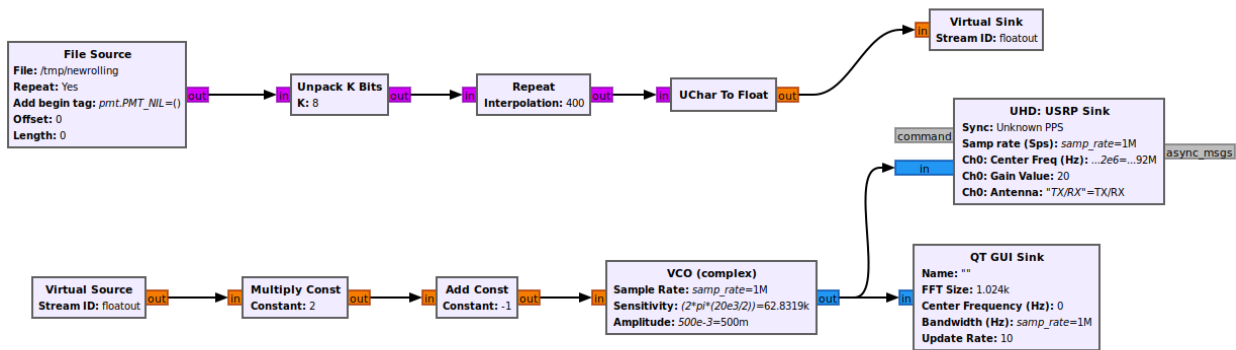 File Source
File: /tmp/newrolling
Repeat: Yes
Add begin tag: pmt.PMT_NIL=()
Offset: 0
Length: 0
out
in
Unpack K Bits
K: 8
out
in
Repeat
Interpolation: 400
out
in
UChar To Float
out
in
Virtual Sink
Stream ID: floatout
command
in
UHD: USRP Sink
Sync: Unknown PPS
Samp rate (Sps): samp_rate=1M
Ch0: Center Freq (Hz): ...2e6=...92M
Ch0: Gain Value: 20
Ch0: Antenna: "TX/RX"=TX/RX
async_msgs
Virtual Source
Stream ID: floatout
out
in
Multiply Const
Constant: 2
out
in
Add Const
Constant: -1
out
in
VCO (complex)
Sample Rate: samp_rate=1M
Sensitivity: (2*pi*(20e3/2))=62.8319k
Amplitude: 500e-3=500m
out
in
QT GUI Sink
Name: ""
FFT Size: 1.024k
Center Frequency (Hz): 0
Bandwidth (Hz): samp_rate=1M
Update Rate: 10